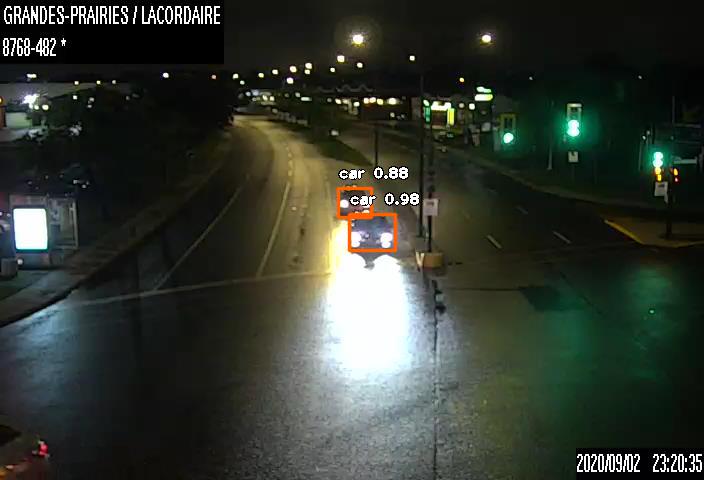 GRANDES-PRAIRIES / LACORDAIRE
8768-482 *
car 0.88
car 0.98
2020/09/02 23:20:35